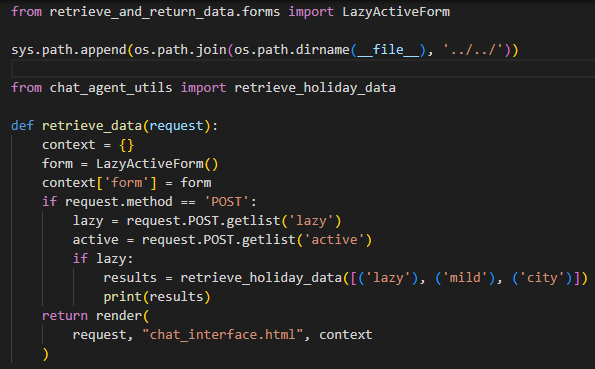 from retrieve_and_return_data.forms import LazyActiveForm
sys.path.append(os.path.join(os.path.dirname(__file__), '../../'))
from chat_agent_utils import retrieve_holiday_data
def retrieve_data(request):
    context = {}
    form = LazyActiveForm()
    context['form'] = form
    if request.method == 'POST':
        lazy = request.POST.getlist('lazy')
        active = request.POST.getlist('active')
        if lazy:
            results = retrieve_holiday_data([('lazy'), ('mild'), ('city')])
            print(results)
    return render(
        request, "chat_interface.html", context
    )